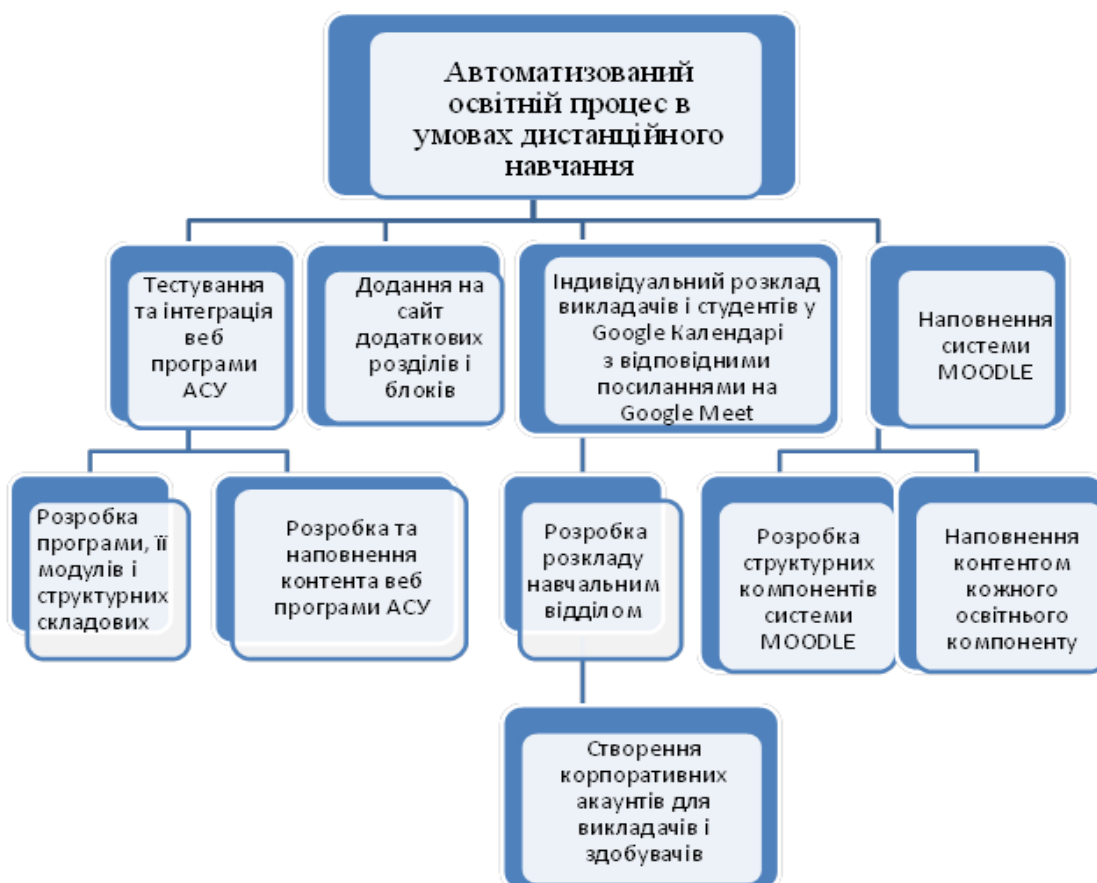 Автоматизований
освітній процес в
умовах дистанційного
навчання
Тестування
та інтеграція
веб
програми
АСУ
Додання на
сайт
додаткових
розділів і
блоків
Індивідуальний розклад
викладачів і студентів у
Google Календарі
з відповідними
посиланнями на
Google Meet
Наповнення
системи
MOODLE
Розробка
програми, її
модулів і
структурних
складових
Розробка та
наповнення
контента веб
програми АСУ
Розробка
розкладу
навчальним
відділом
Розробка
структурних
компонентів
системи
MOODLE
Наповнення
контентом
кожного
освітнього
компоненту
Створення
корпоративних
акаунтів для
викладачів і
здобувачів